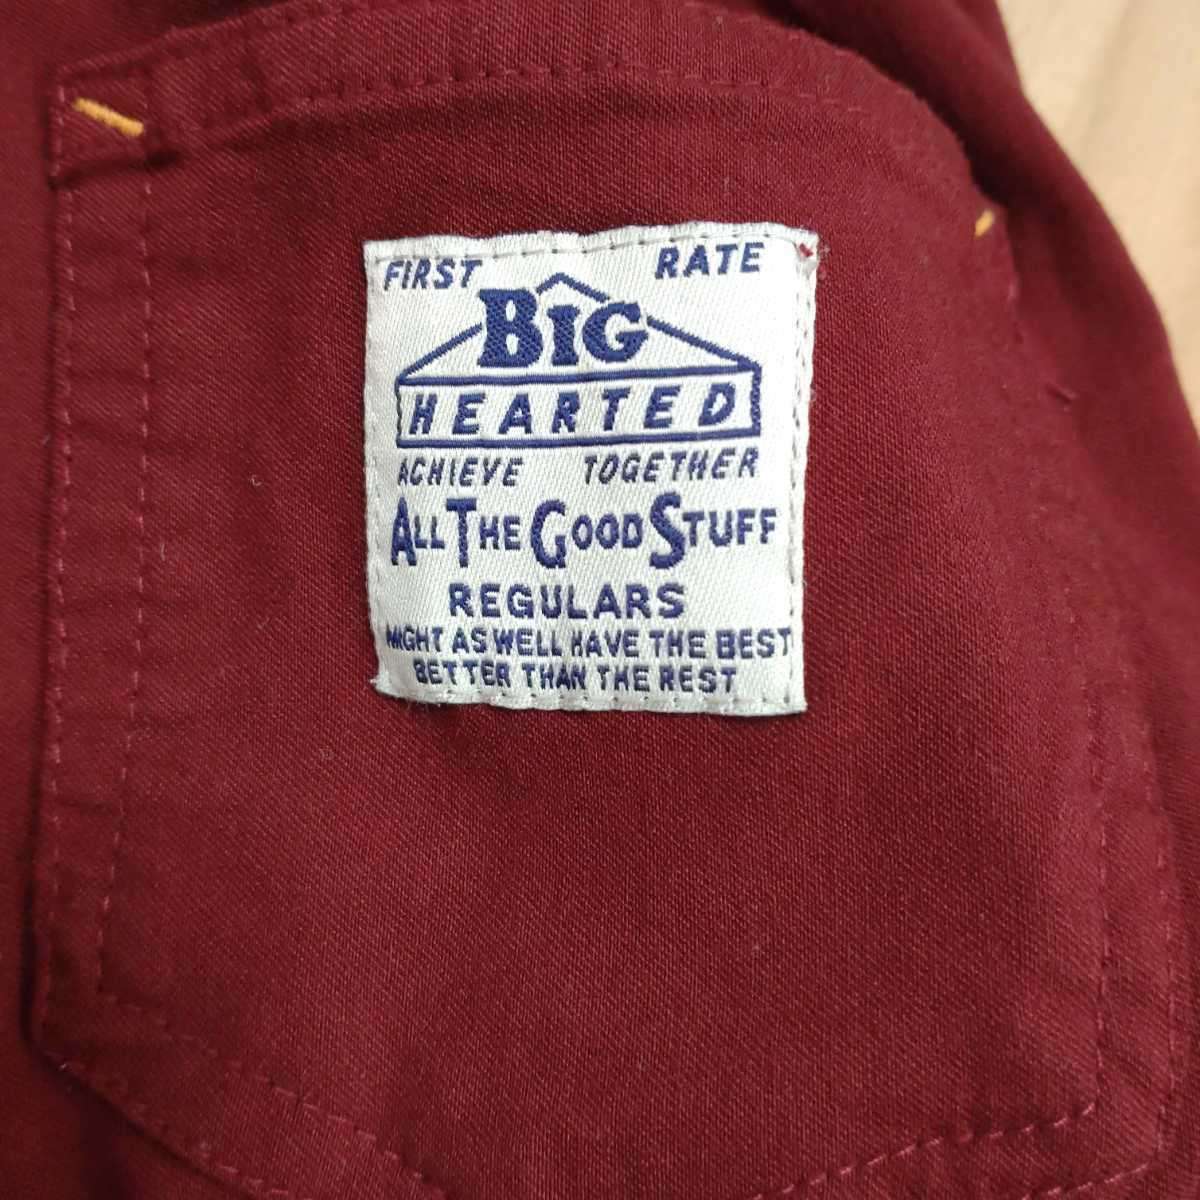 FIRST RATE
BIG
HEARTED
ACHIEVE TOGETHER
ALL THE GOOD STUFF
REGULARS
MIGHT AS WELL HAVE THE BEST
BETTER THAN THE REST